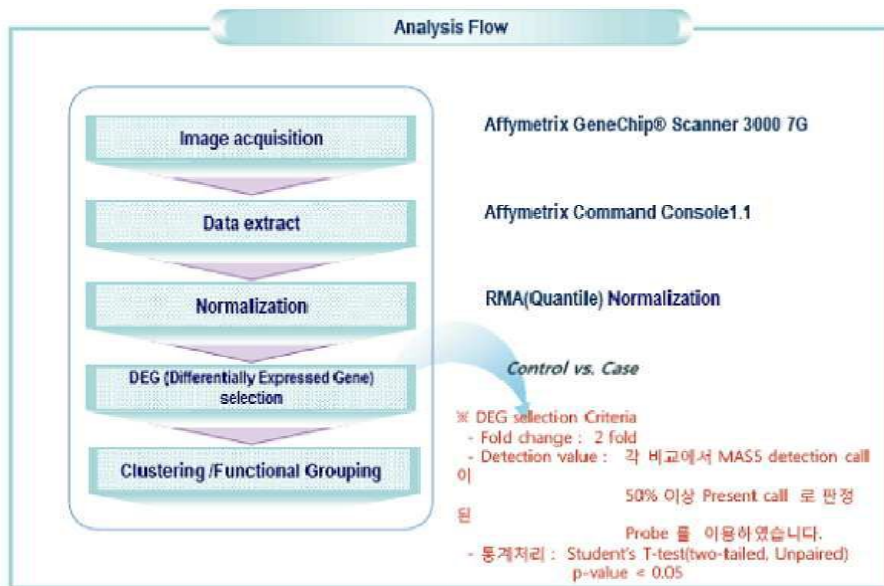 Analysis Flow
Image acquisition
Affymetrix GeneChip® Scanner 3000 7G
Data extract
Affymetrix Command Console1.1
Normalization
RMA(Quantile) Normalization
DEG (Differentially Expressed Gene)
selection
Control vs. Case
Clustering /Functional Grouping
※ DEG selection Criteria
- Fold change : 2 fold
- Detection value : 각 비교에서 MAS5 detection call
이
50% 이상 Present call 로 판정
된
Probe 를 이용하였습니다.
- 통계처리 : Student's T-test(two-tailed, Unpaired)
p-value < 0.05